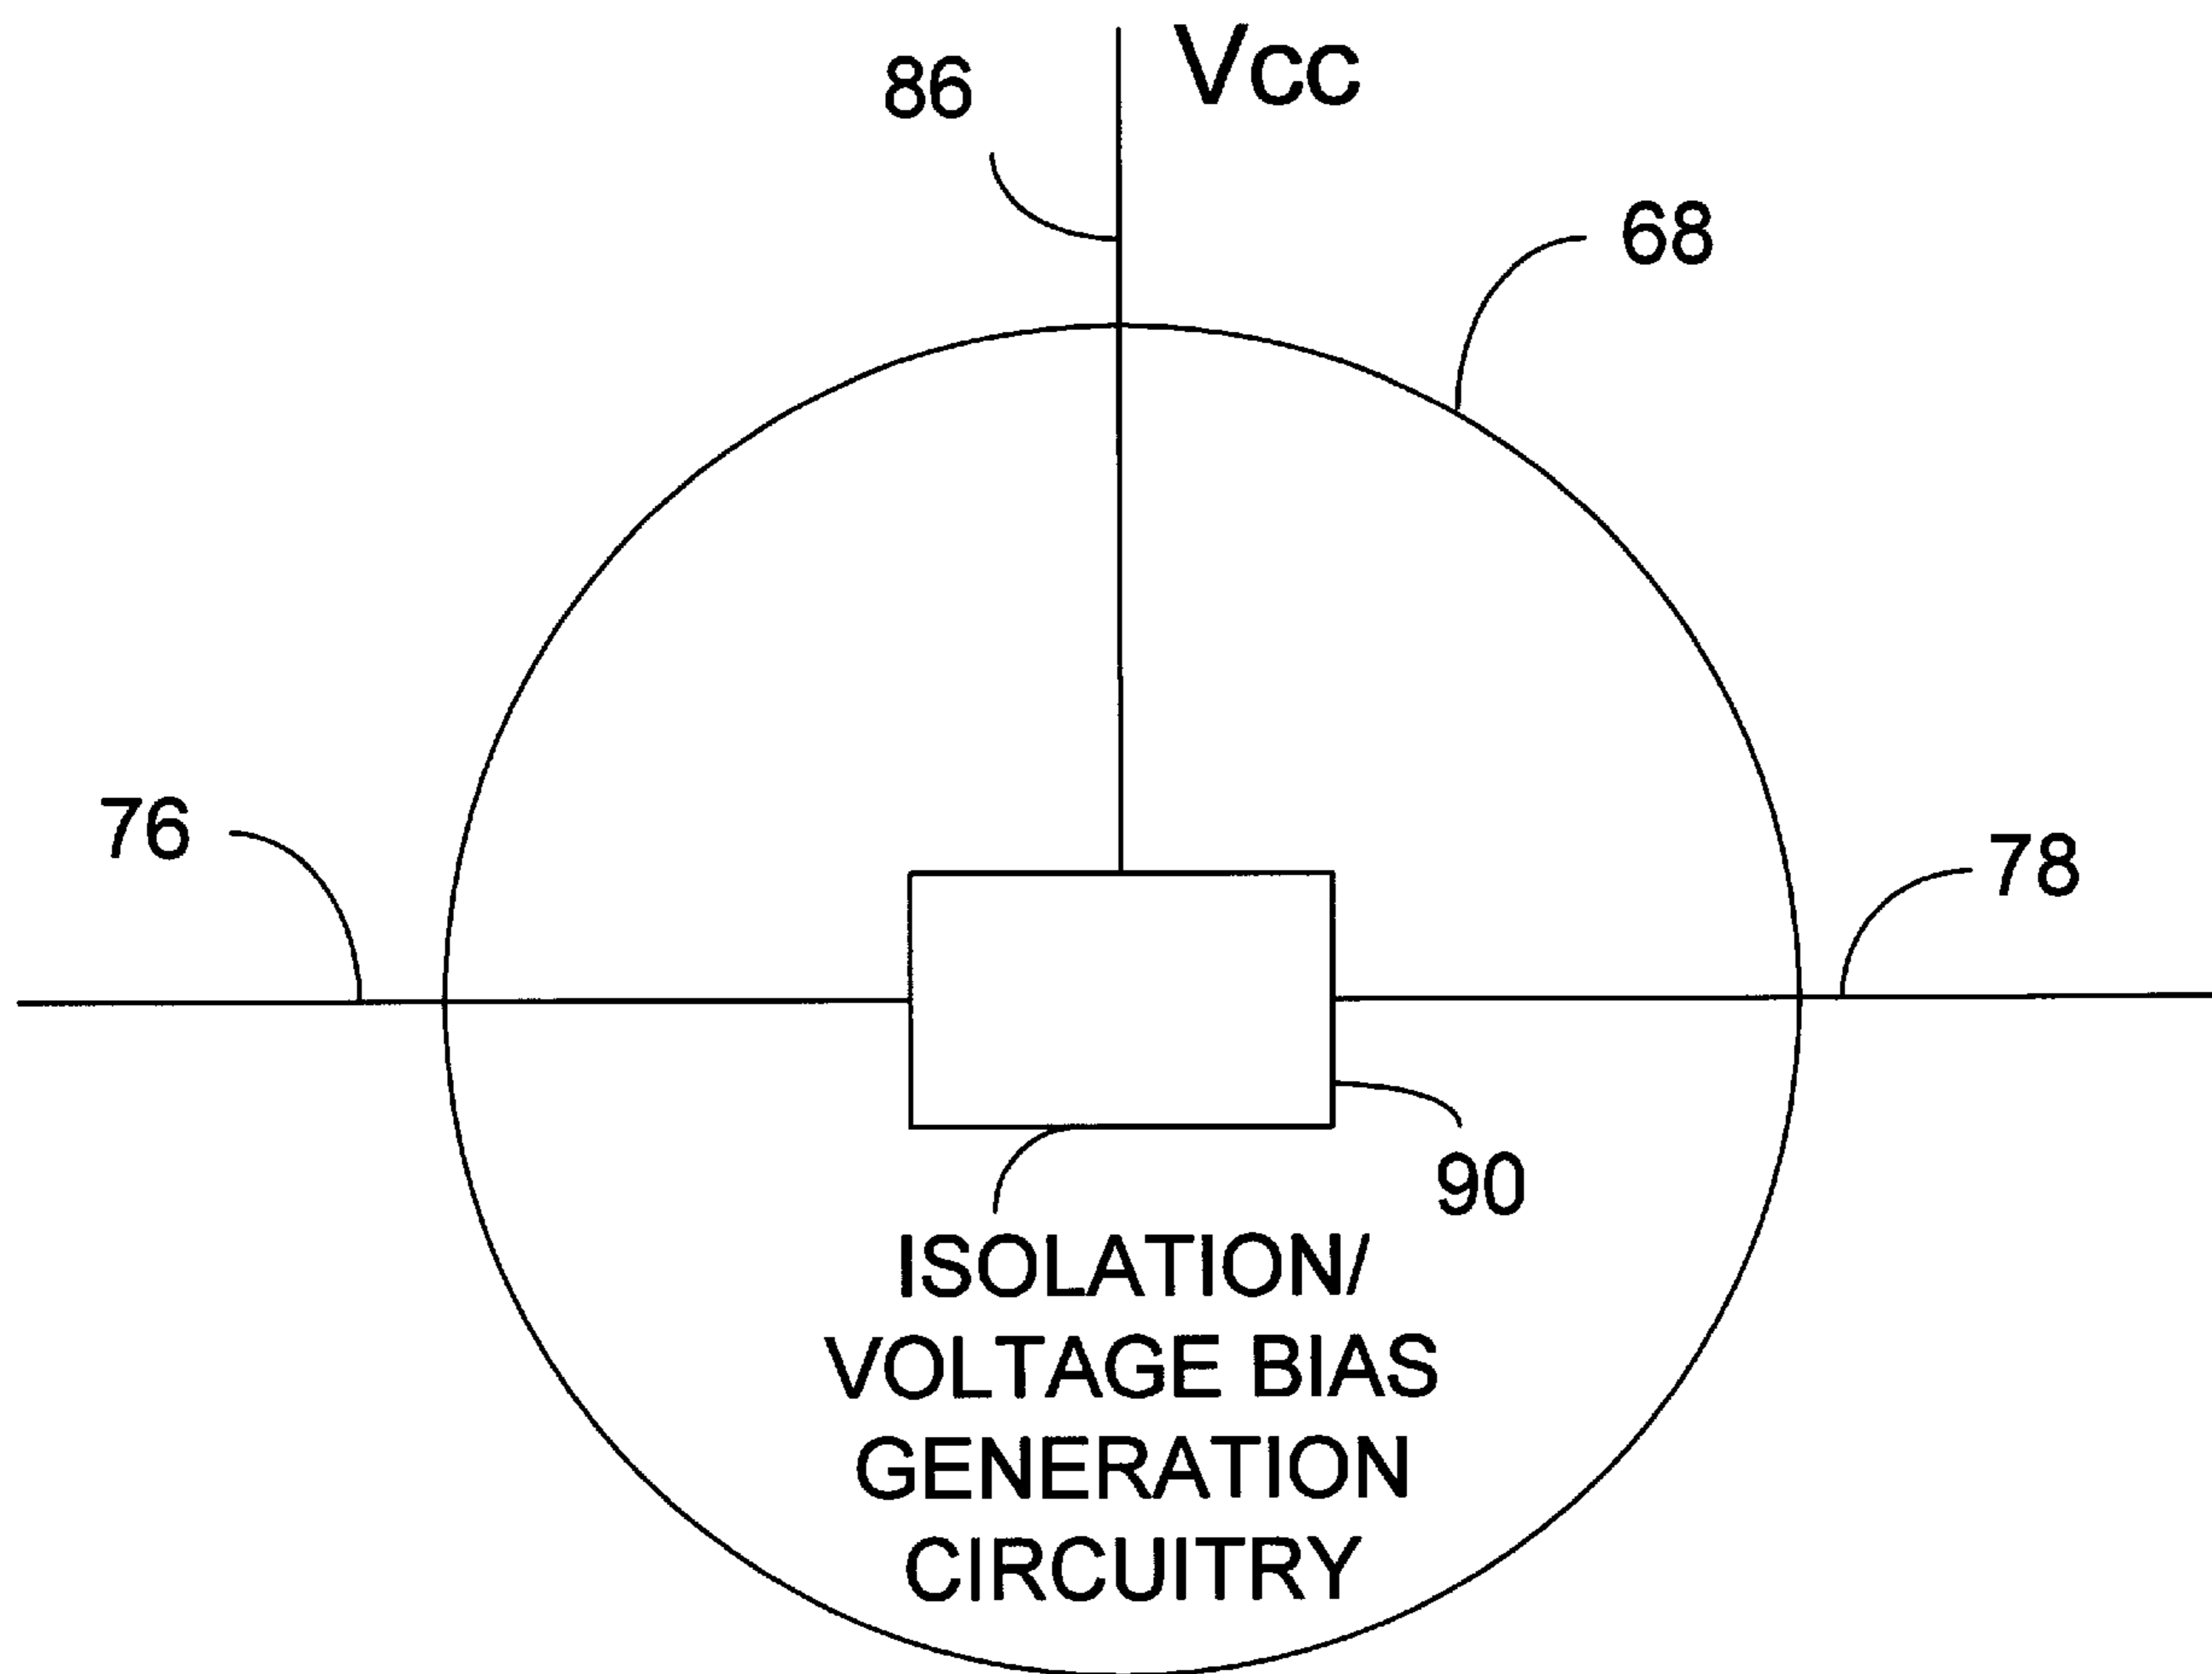 Vcc
86
68
76
78
90
ISOLATION/
VOLTAGE BIAS
GENERATION
CIRCUITRY